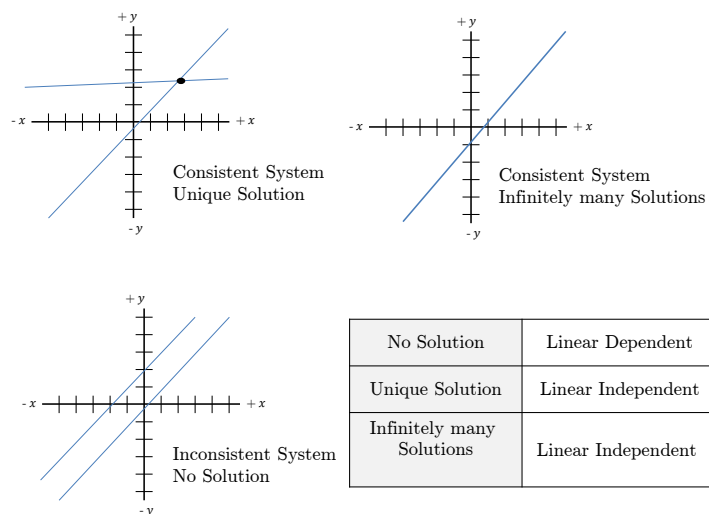 + y
- x
+ x
Consistent System
Unique Solution
- y
+ y
- x
+ x
Consistent System
Infinitely many Solutions
- y
+ y
- x
+ x
Inconsistent System
No Solution
- y
No Solution
Linear Dependent
Unique Solution
Linear Independent
Infinitely many
Solutions
Linear Independent